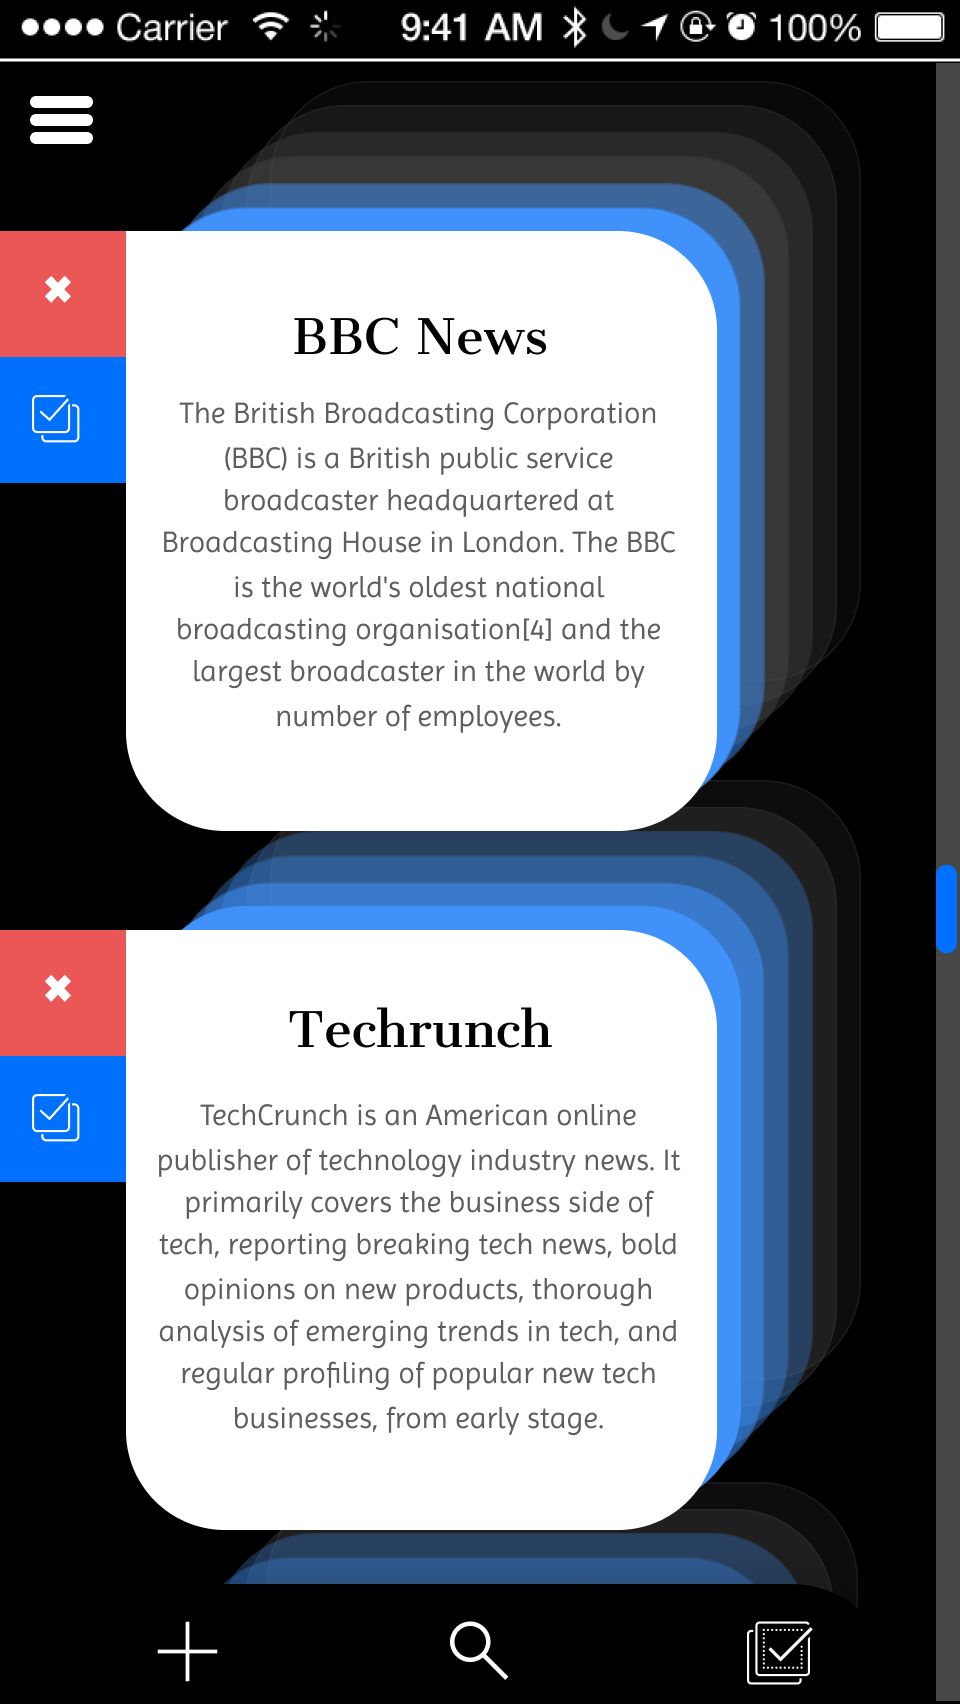 Carrier 9:41 AM 100%
BBC News
The British Broadcasting Corporation
(BBC) is a British public service
broadcaster headquartered at
Broadcasting House in London. The BBC
is the world's oldest national
broadcasting organisation[4] and the
largest broadcaster in the world by
number of employees.
Techrunch
TechCrunch is an American online
publisher of technology industry news. It
primarily covers the business side of
tech, reporting breaking tech news, bold
opinions on new products, thorough
analysis of emerging trends in tech, and
regular profiling of popular new tech
businesses, from early stage.